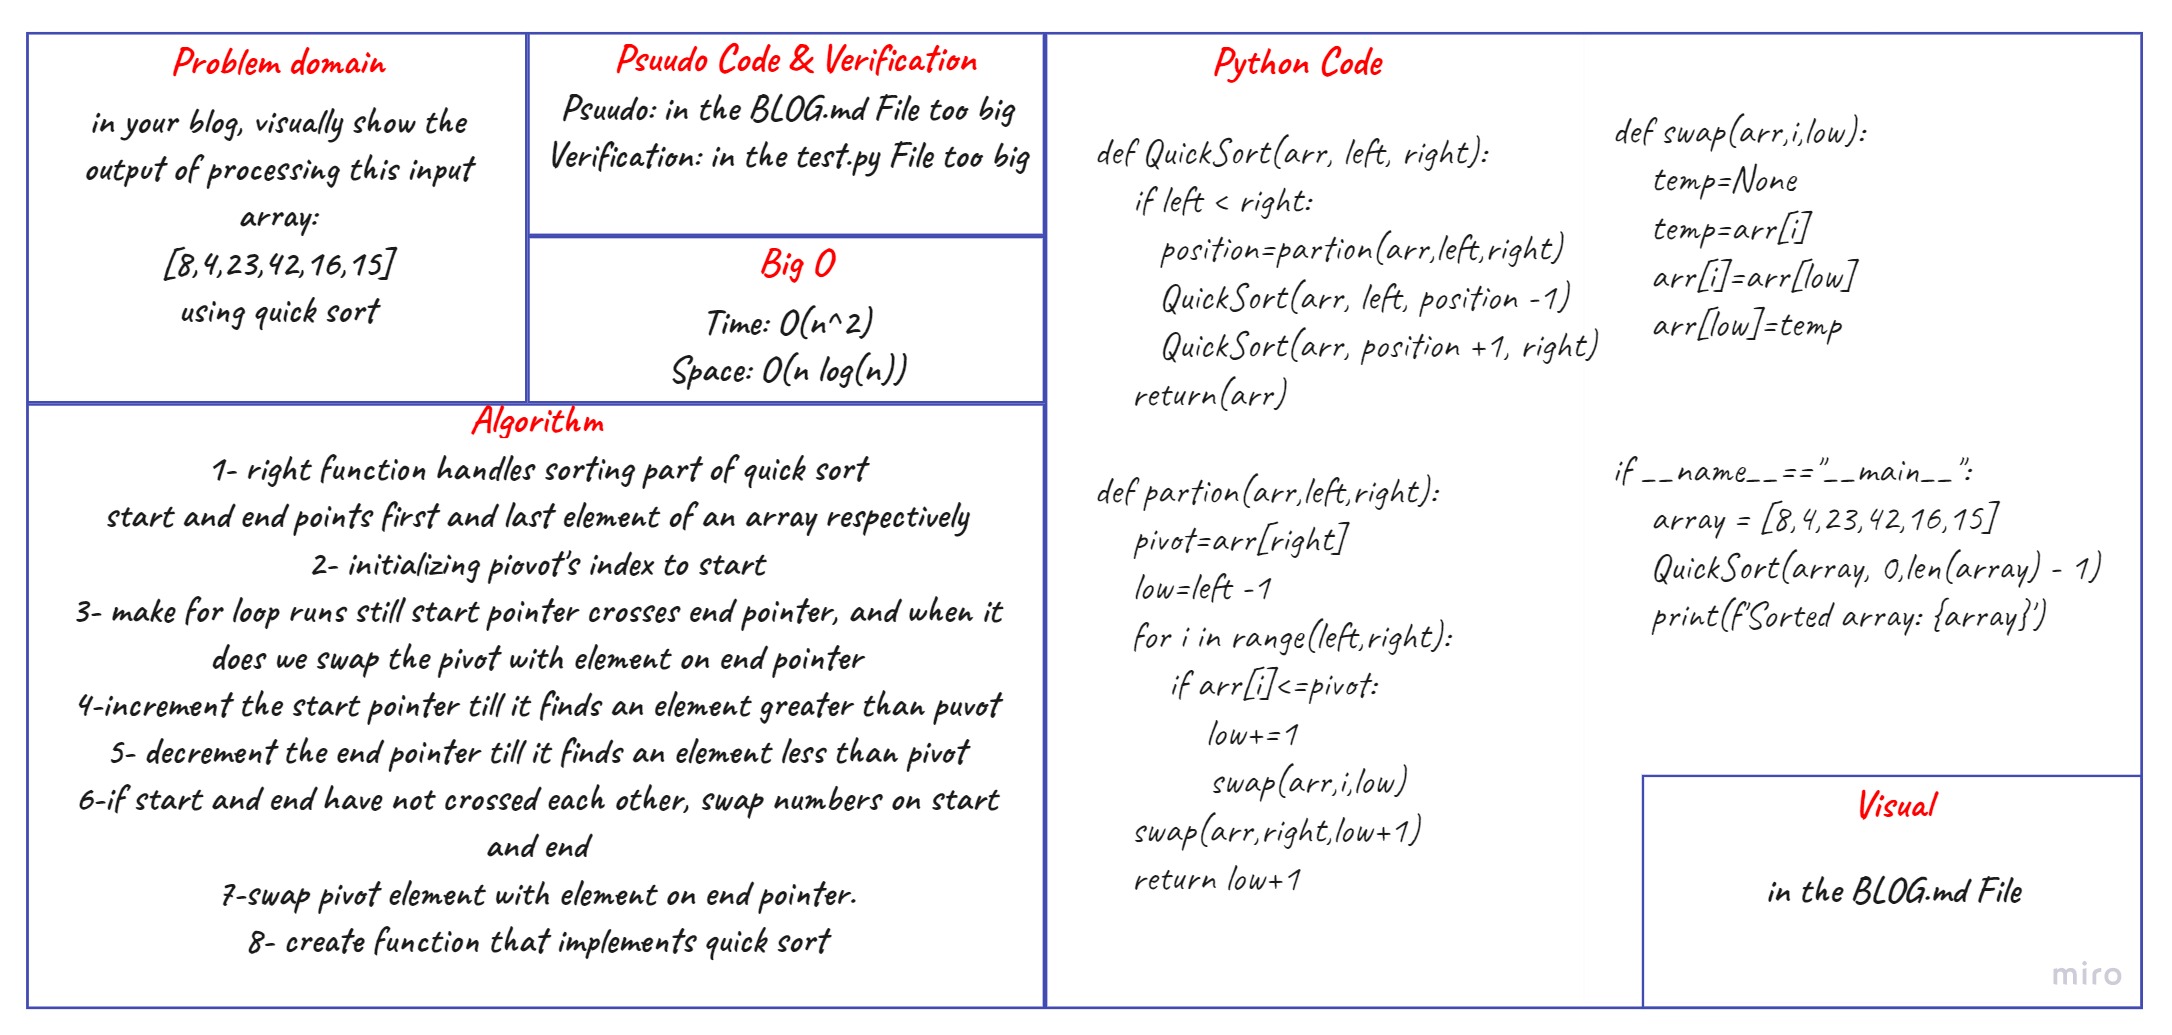 Problem domain
in your blog, visually show the
output of processing this input
array:
[8,4,23,42,16,15]
using quick sort
Psuudo Code & Verification
Psuudo: in the BLOG.md File too big
Verification: in the test.py File too big
Big O
Time: O(n^2)
Space: O(n log(n))
Algorithm
1- right function handles sorting part of quick sort
start and end points first and last element of an array respectively
2- initializing piovot's index to start
3- make for loop runs still start pointer crosses end pointer, and when it
does we swap the pivot with element on end pointer
4-increment the start pointer till it finds an element greater than puvot
5- decrement the end pointer till it finds an element less than pivot
6-if start and end have not crossed each other, swap numbers on start
and end
7-swap pivot element with element on end pointer.
8- create function that implements quick sort
Python Code
def QuickSort(arr, left, right):
if left < right:
position=partion(arr,left,right)
QuickSort(arr, left, position -1)
QuickSort(arr, position +1, right)
return(arr)
def partion(arr,left,right):
pivot=arr[right]
low=left -1
for i in range(left,right):
if arr[i]<=pivot:
low+=1
swap(arr,i,low)
swap(arr,right,low+1)
return low+1
def swap(arr,i,low):
temp=None
temp=arr[i]
arr[i]=arr[low]
arr[low]=temp
if __name__=="__main__":
array = [8,4,23,42,16,15]
QuickSort(array, 0,len(array) - 1)
print(f'Sorted array: {array}')
Visual
in the BLOG.md File
miro